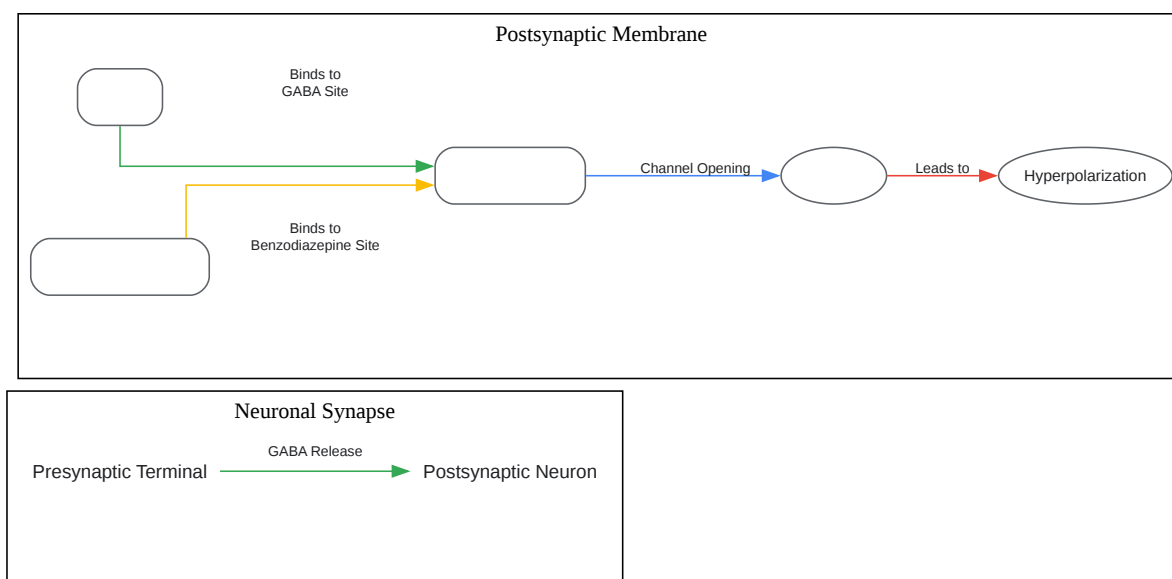 Postsynaptic Membrane
Binds to
GABA Site
Channel Opening
Leads to
Hyperpolarization
Binds to
Benzodiazepine Site
Neuronal Synapse
GABA Release
Presynaptic Terminal
Postsynaptic Neuron